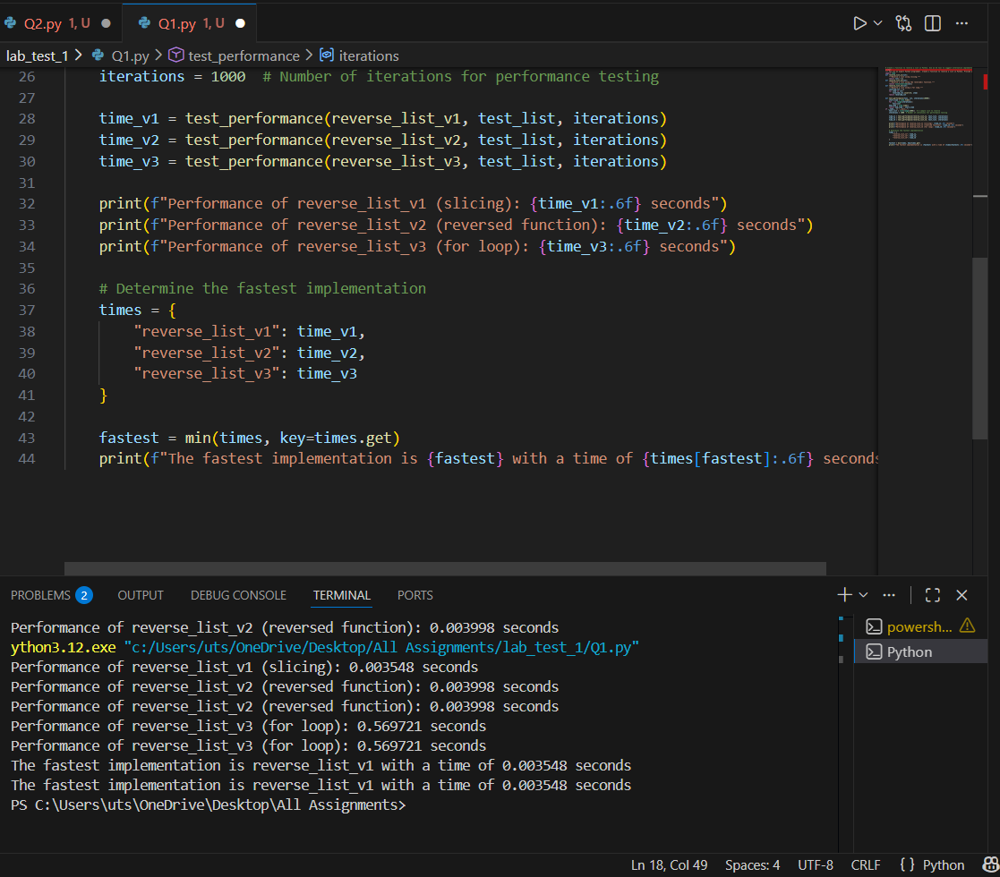 Q2.py 1, U ● Q1.py 1, U ●
lab_test_1 > Q1.py > test_performance > iterations
26 iterations = 1000  # Number of iterations for performance testing
27
28 time_v1 = test_performance(reverse_list_v1, test_list, iterations)
29 time_v2 = test_performance(reverse_list_v2, test_list, iterations)
30 time_v3 = test_performance(reverse_list_v3, test_list, iterations)
31
32 print(f"Performance of reverse_list_v1 (slicing): {time_v1:.6f} seconds")
33 print(f"Performance of reverse_list_v2 (reversed function): {time_v2:.6f} seconds")
34 print(f"Performance of reverse_list_v3 (for loop): {time_v3:.6f} seconds")
35
36 # Determine the fastest implementation
37 times = {
38     "reverse_list_v1": time_v1,
39     "reverse_list_v2": time_v2,
40     "reverse_list_v3": time_v3
41 }
42
43 fastest = min(times, key=times.get)
44 print(f"The fastest implementation is {fastest} with a time of {times[fastest]:.6f} seconds
PROBLEMS 2 OUTPUT DEBUG CONSOLE TERMINAL PORTS
Performance of reverse_list_v2 (reversed function): 0.003998 seconds
ython3.12.exe "c:/Users/uts/OneDrive/Desktop/All Assignments/lab_test_1/Q1.py"
Performance of reverse_list_v1 (slicing): 0.003548 seconds
Performance of reverse_list_v2 (reversed function): 0.003998 seconds
Performance of reverse_list_v2 (reversed function): 0.003998 seconds
Performance of reverse_list_v3 (for loop): 0.569721 seconds
Performance of reverse_list_v3 (for loop): 0.569721 seconds
The fastest implementation is reverse_list_v1 with a time of 0.003548 seconds
The fastest implementation is reverse_list_v1 with a time of 0.003548 seconds
PS C:\Users\uts\OneDrive\Desktop\All Assignments>
powersh...
Python
Ln 18, Col 49 Spaces: 4 UTF-8 CRLF { } Python